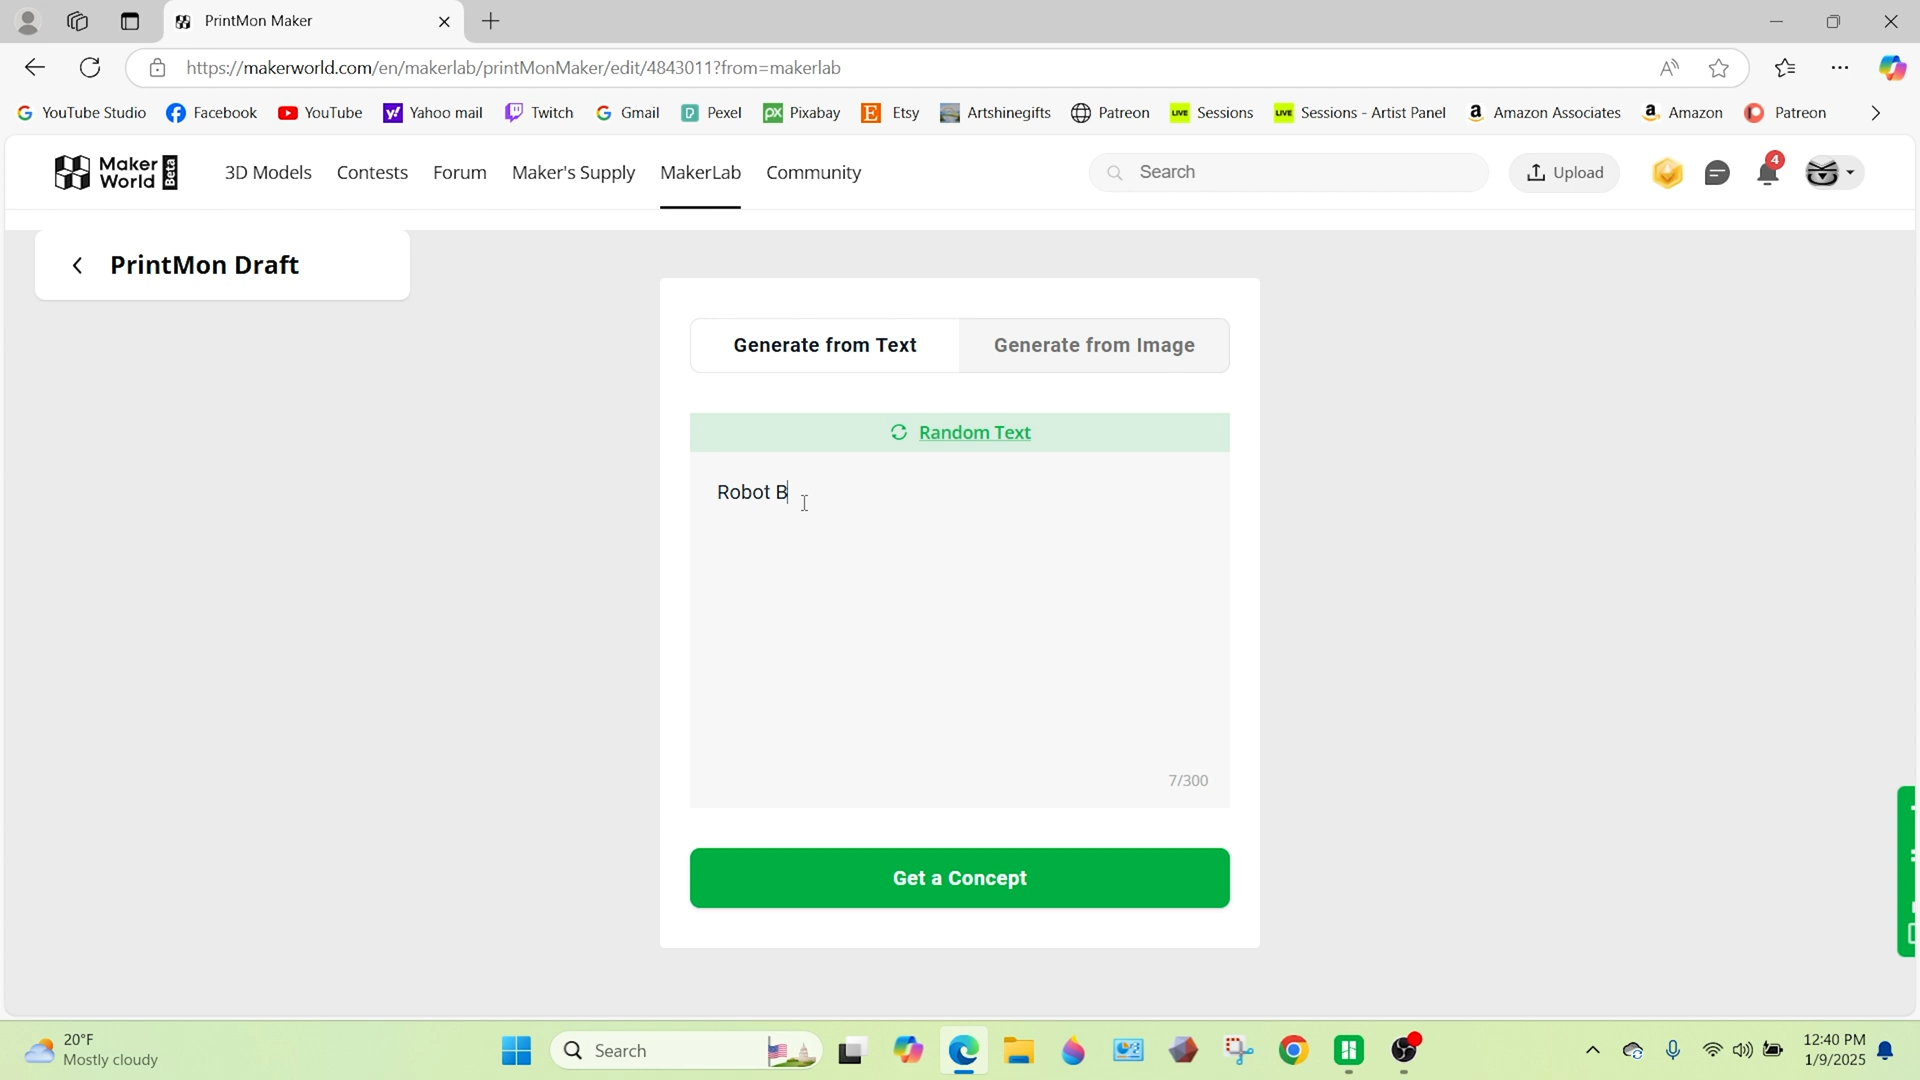 PrintMon Maker
https://makerworld.com/en/makerlab/printMonMaker/edit/4843011?from=makerlab
YouTube Studio Facebook YouTube Yahoo mail Twitch Gmail Pexel Pixabay Etsy Artshinegifts Patreon Sessions Sessions - Artist Panel Amazon Associates Amazon Patreon
Maker World Beta
3D Models Contests Forum Maker's Supply MakerLab Community Search Upload 4
PrintMon Draft
Generate from Text Generate from Image
Random Text
Robot B
7/300
Get a Concept
20°F
Mostly cloudy
Search
12:40 PM
1/9/2025